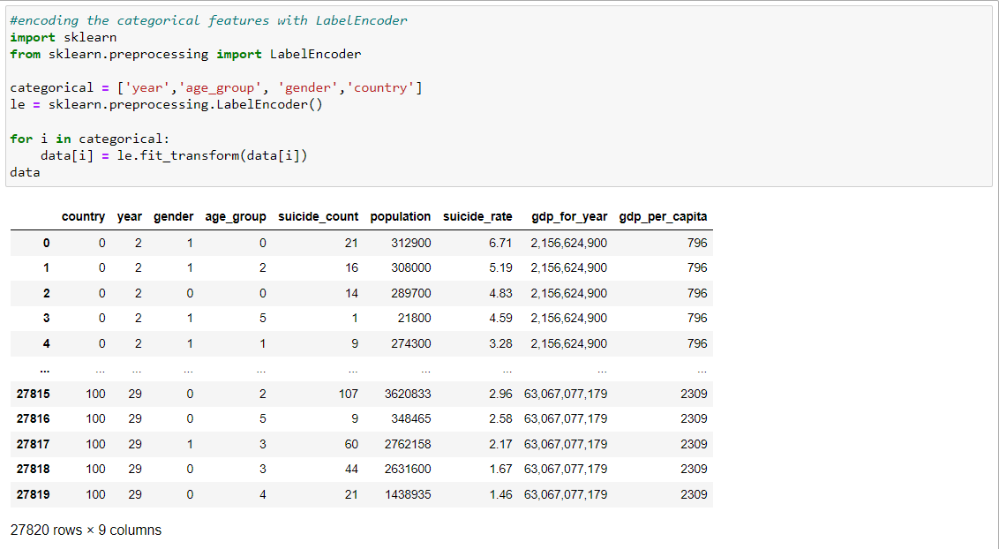 #encoding the categorical features with LabelEncoder
import sklearn
from sklearn.preprocessing import LabelEncoder
categorical = ['year','age_group', 'gender','country']
le = sklearn.preprocessing.LabelEncoder()
for i in categorical:
    data[i] = le.fit_transform(data[i])
data
country year gender age_group suicide_count population suicide_rate gdp_for_year gdp_per_capita
0 0 2 1 0 21 312900 6.71 2,156,624,900 796
1 0 2 1 2 16 308000 5.19 2,156,624,900 796
2 0 2 0 0 14 289700 4.83 2,156,624,900 796
3 0 2 1 5 1 21800 4.59 2,156,624,900 796
4 0 2 1 1 9 274300 3.28 2,156,624,900 796
... ... ... ... ... ... ... ... ... ...
27815 100 29 0 2 107 3620833 2.96 63,067,077,179 2309
27816 100 29 0 5 9 348465 2.58 63,067,077,179 2309
27817 100 29 1 3 60 2762158 2.17 63,067,077,179 2309
27818 100 29 0 3 44 2631600 1.67 63,067,077,179 2309
27819 100 29 0 4 21 1438935 1.46 63,067,077,179 2309
27820 rows × 9 columns